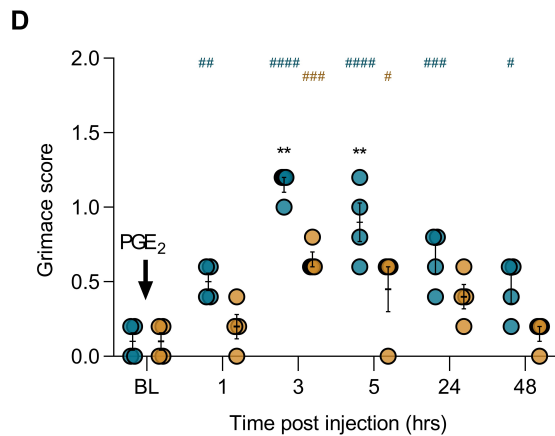 D
## #### #### ### #
### #
2.0
1.5
1.0
0.5
0.0
Grimace score
** **
PGE2
BL 1 3 5 24 48
Time post injection (hrs)